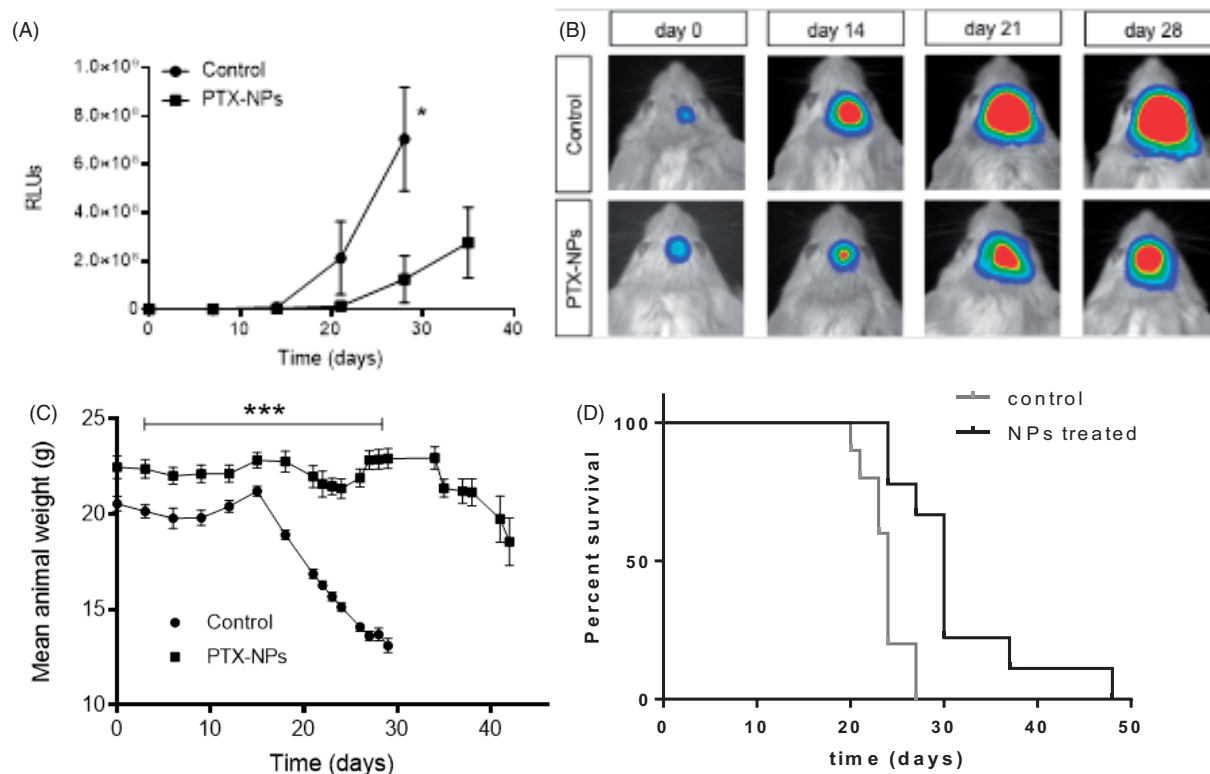 (A)
1.0×10⁹
8.0×10⁸
6.0×10⁸
4.0×10⁸
2.0×10⁸
0
RLUs
Control
PTX-NPs
*
0 10 20 30 40
Time (days)
(B)
day 0 day 14 day 21 day 28
Control
PTX-NPs
(C)
25
20
15
10
Mean animal weight (g)
***
Control
PTX-NPs
0 10 20 30 40
Time (days)
(D)
control
NPs treated
100
50
0
Percent survival
0 10 20 30 40 50
time (days)